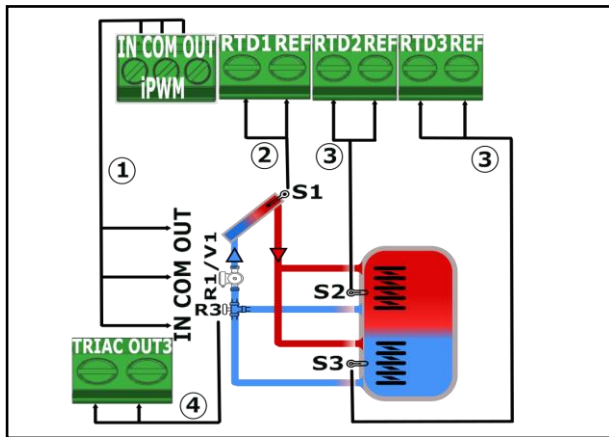 IN COM OUT
iPWM
RTD1 REF
RTD2 REF
RTD3 REF
1
2
3
3
S1
IN COM OUT
R1/V1
S2
R3
TRIAC OUT3
S3
4